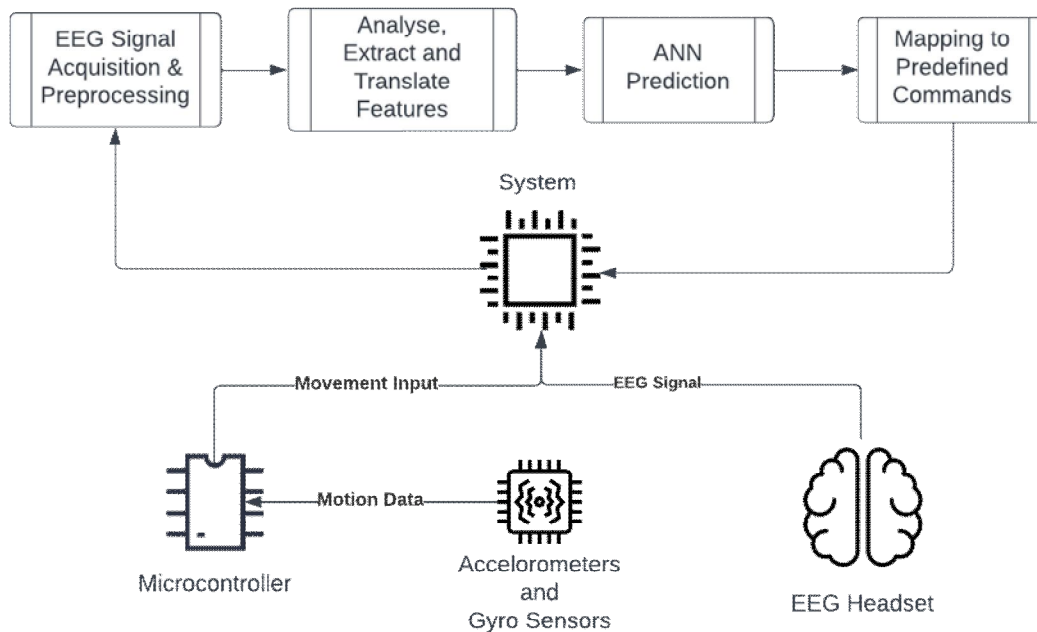 EEG Signal
Acquisition &
Preprocessing
Analyse,
Extract and
Translate
Features
ANN
Prediction
Mapping to
Predefined
Commands
System
Movement Input
EEG Signal
Motion Data
Microcontroller
Accelorometers
and
Gyro Sensors
EEG Headset